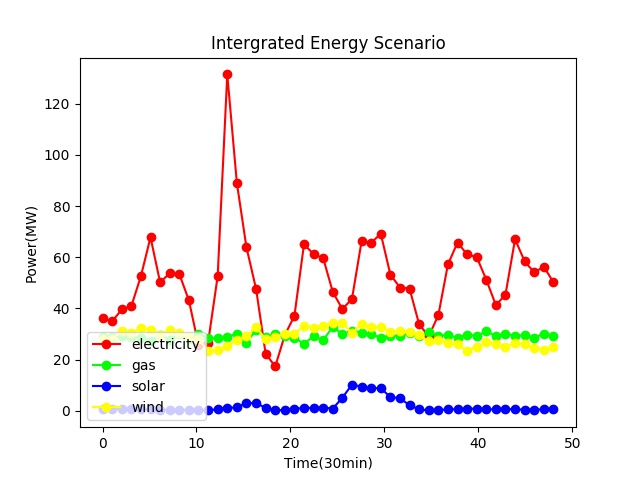 Intergrated Energy Scenario
Power(MW)
120
100
80
60
40
20
0
electricity
gas
solar
wind
0 10 20 30 40 50
Time(30min)